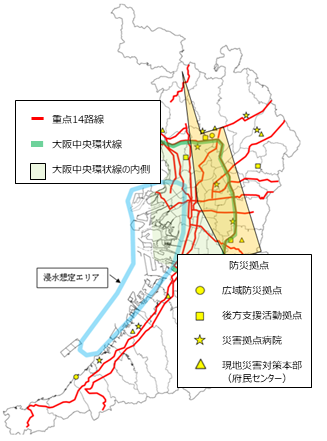 重点14路線
大阪中央環状線
大阪中央環状線の内側
浸水想定エリア
防災拠点
広域防災拠点
後方支援活動拠点
災害拠点病院
現地災害対策本部
(府民センター)